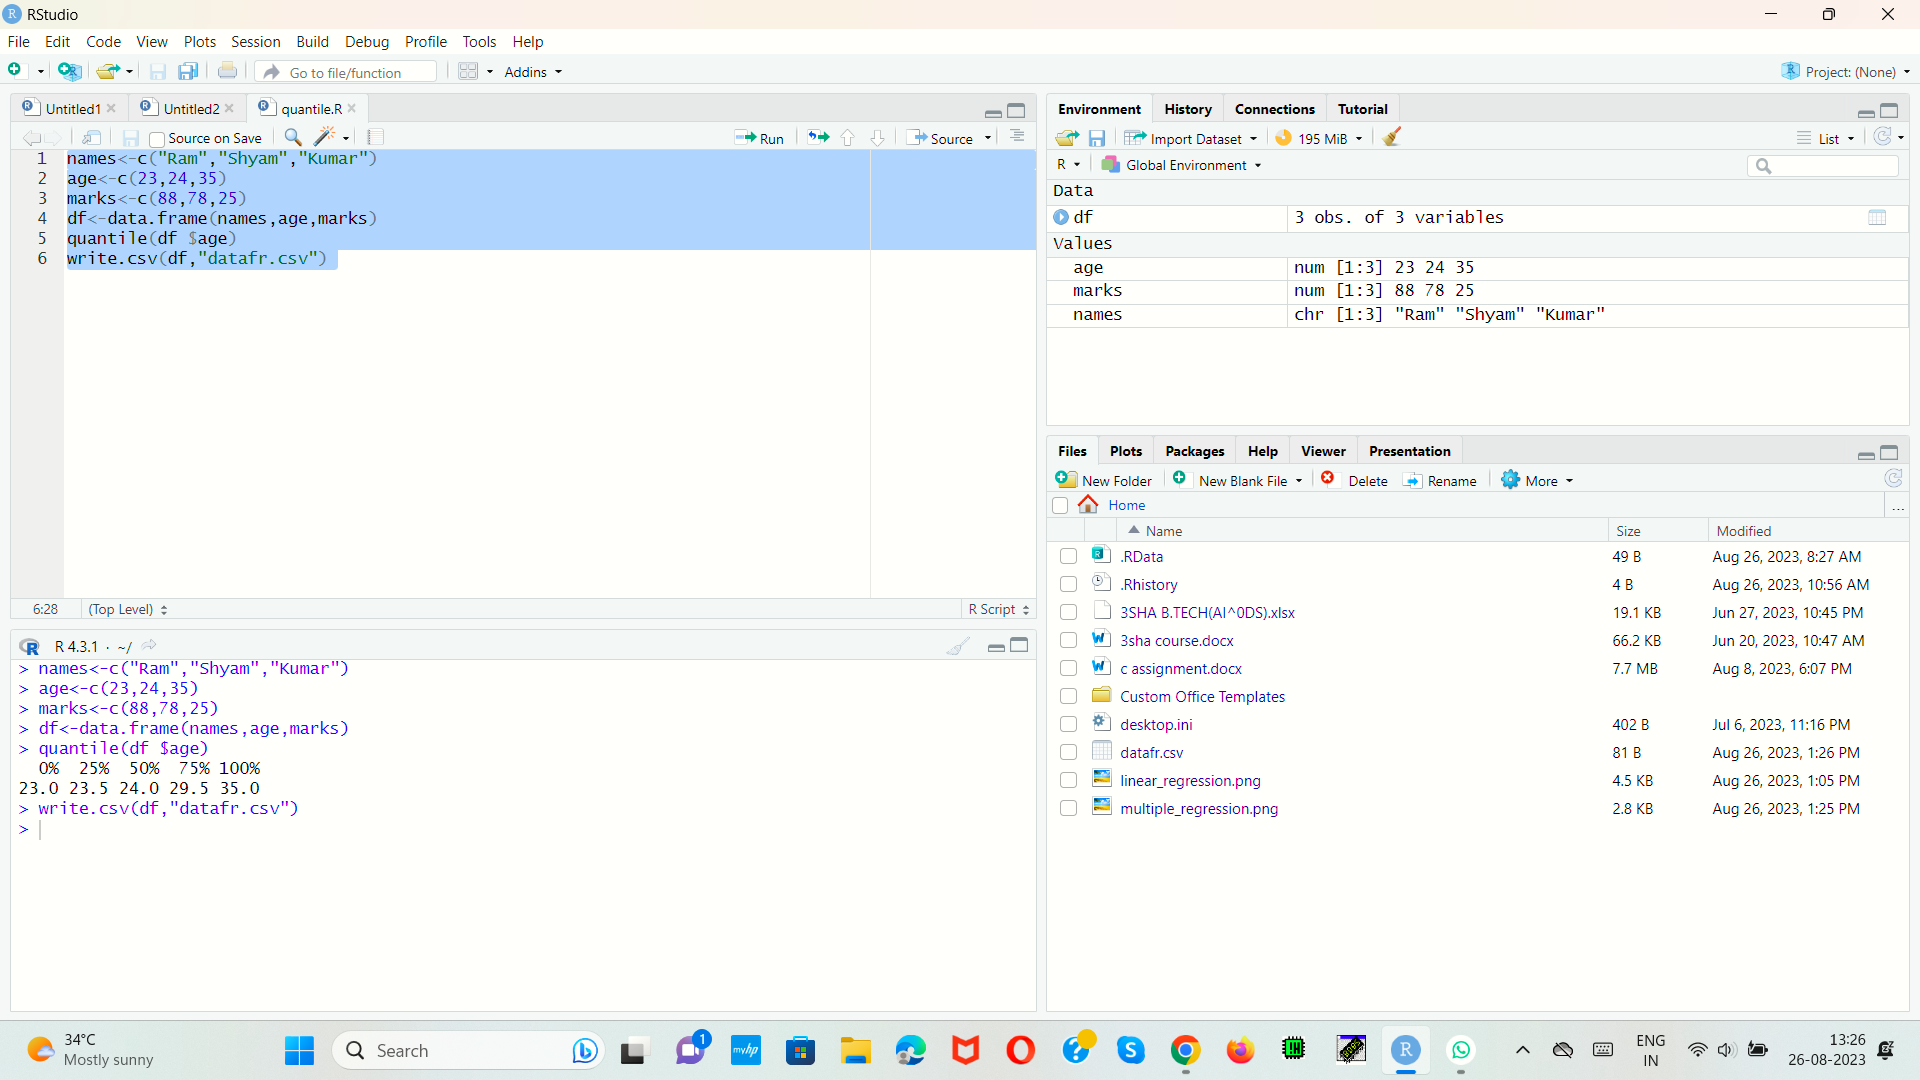 RStudio
File Edit Code View Plots Session Build Debug Profile Tools Help
Go to file/function Addins Project: (None)
Untitled1 Untitled2 quantile.R
Source on Save Run Source
1 names<-c("Ram","Shyam","Kumar")
2 age<-c(23,24,35)
3 marks<-c(88,78,25)
4 df<-data.frame(names,age,marks)
5 quantile(df $age)
6 write.csv(df,"datafr.csv")
6:28 (Top Level) R Script
R 4.3.1 · ~/
> names<-c("Ram","Shyam","Kumar")
> age<-c(23,24,35)
> marks<-c(88,78,25)
> df<-data.frame(names,age,marks)
> quantile(df $age)
0% 25% 50% 75% 100%
23.0 23.5 24.0 29.5 35.0
> write.csv(df,"datafr.csv")
>
Environment History Connections Tutorial
Import Dataset 195 MiB List
R Global Environment
Data
df 3 obs. of 3 variables
Values
age num [1:3] 23 24 35
marks num [1:3] 88 78 25
names chr [1:3] "Ram" "Shyam" "Kumar"
Files Plots Packages Help Viewer Presentation
New Folder New Blank File Delete Rename More
Home ...
Name Size Modified
.RData 49 B Aug 26, 2023, 8:27 AM
.Rhistory 4 B Aug 26, 2023, 10:56 AM
3SHA B.TECH(AI^0DS).xlsx 19.1 KB Jun 27, 2023, 10:45 PM
3sha course.docx 66.2 KB Jun 20, 2023, 10:47 AM
c assignment.docx 7.7 MB Aug 8, 2023, 6:07 PM
Custom Office Templates
desktop.ini 402 B Jul 6, 2023, 11:16 PM
datafr.csv 81 B Aug 26, 2023, 1:26 PM
linear_regression.png 4.5 KB Aug 26, 2023, 1:05 PM
multiple_regression.png 2.8 KB Aug 26, 2023, 1:25 PM
34°C
Mostly sunny
Search
1
myhp
ENG
IN
13:26
26-08-2023